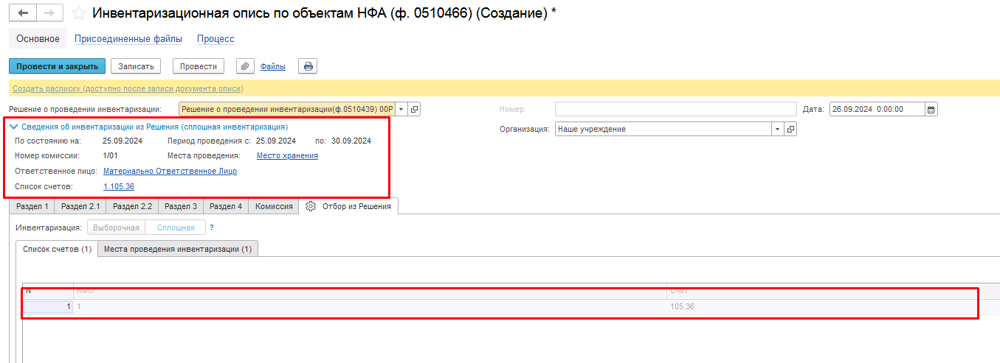 Инвентаризационная опись по объектам НФА (ф. 0510466) (Создание) *
Основное Присоединенные файлы Процесс
Провести и закрыть Записать Провести Файлы
Создать расписку (доступно после записи документа описи)
Решение о проведении инвентаризации: Решение о проведении инвентаризации(ф.0510439) 00Р Номер: Дата: 26.09.2024 0:00:00
Сведения об инвентаризации из Решения (сплошная инвентаризация) Организация: Наше учреждение
По состоянию на: 25.09.2024 Период проведения с: 25.09.2024 по: 30.09.2024
Номер комиссии: 1/01 Места проведения: Место хранения
Ответственное лицо: Материально Ответственное Лицо
Список счетов: 1.105.36
Раздел 1 Раздел 2.1 Раздел 2.2 Раздел 3 Раздел 4 Комиссия Отбор из Решения
Инвентаризация: Выборочная Сплошная ?
Список счетов (1) Места проведения инвентаризации (1)
N КФО Счет
1 1 105.36